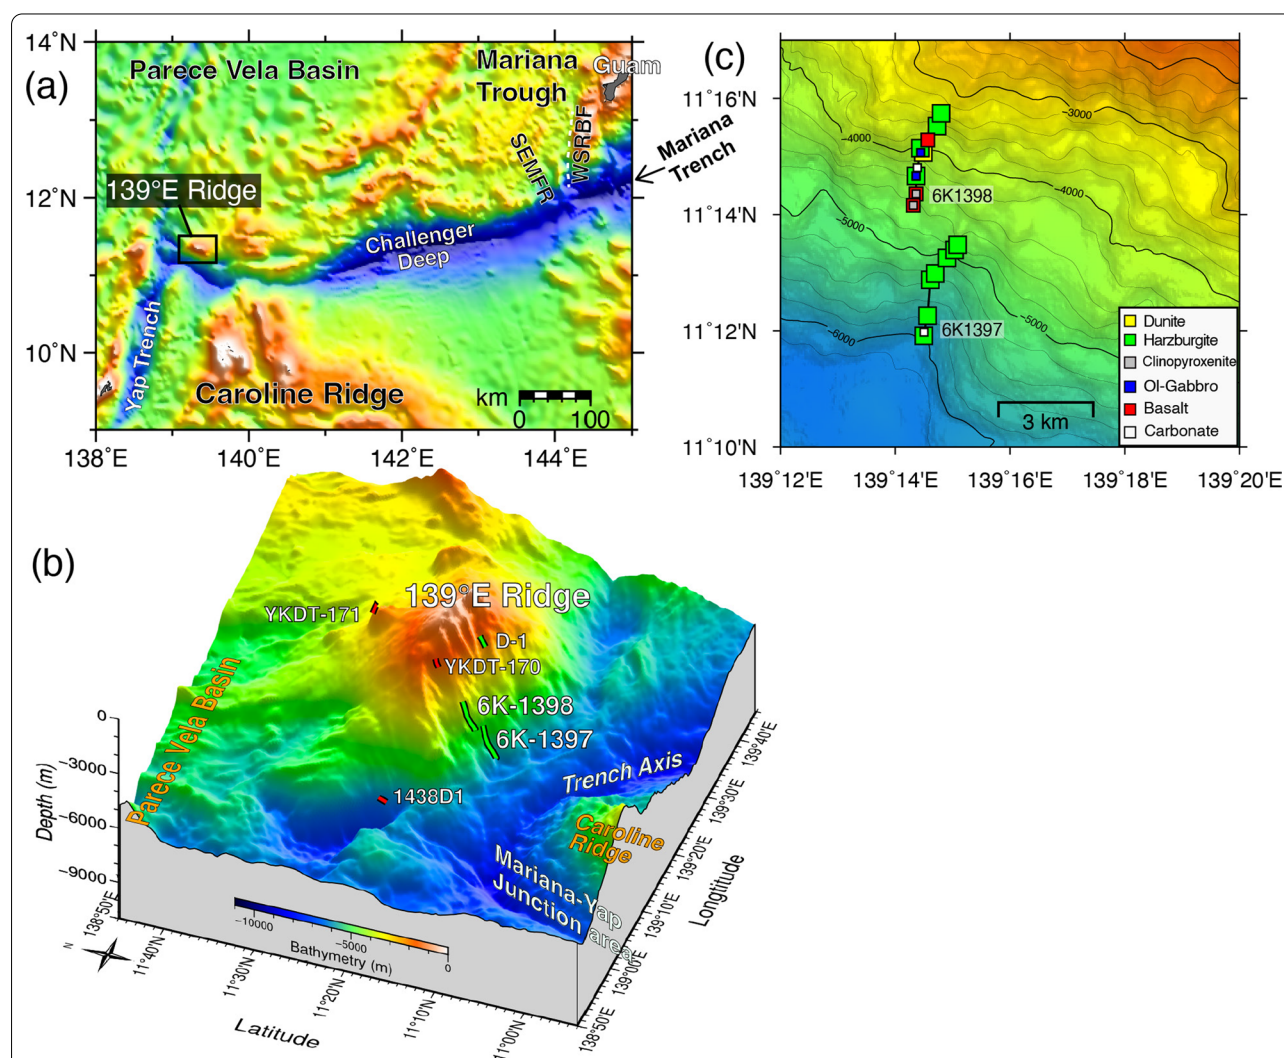 14°N
(a)
Parece Vela Basin
Mariana
Trough
Guam
SEMFR
WSRBF
Mariana
Trench
12°N
139°E Ridge
Challenger
Deep
Yap Trench
10°N
Caroline Ridge
km
0
100
138°E
140°E
142°E
144°E
(c)
11°16'N
11°14'N
11°12'N
11°10'N
-3000
-4000
-4000
6K1398
-5000
-5000
6K1397
-6000
Dunite
Harzburgite
Clinopyroxenite
Ol-Gabbro
Basalt
Carbonate
3 km
139°12'E
139°14'E
139°16'E
139°18'E
139°20'E
(b)
139°E Ridge
YKDT-171
D-1
YKDT-170
6K-1398
6K-1397
Parece Vela Basin
Trench Axis
1438D1
Caroline
Ridge
Mariana-Yap
Junction area
0
-3000
-6000
-9000
Depth (m)
138°50'E
N
-10000
-5000
0
Bathymetry (m)
11°40'N
11°30'N
11°20'N
11°10'N
11°00'N
Latitude
138°50'E
139°00'E
139°10'E
139°20'E
139°30'E
139°40'E
Longtitude